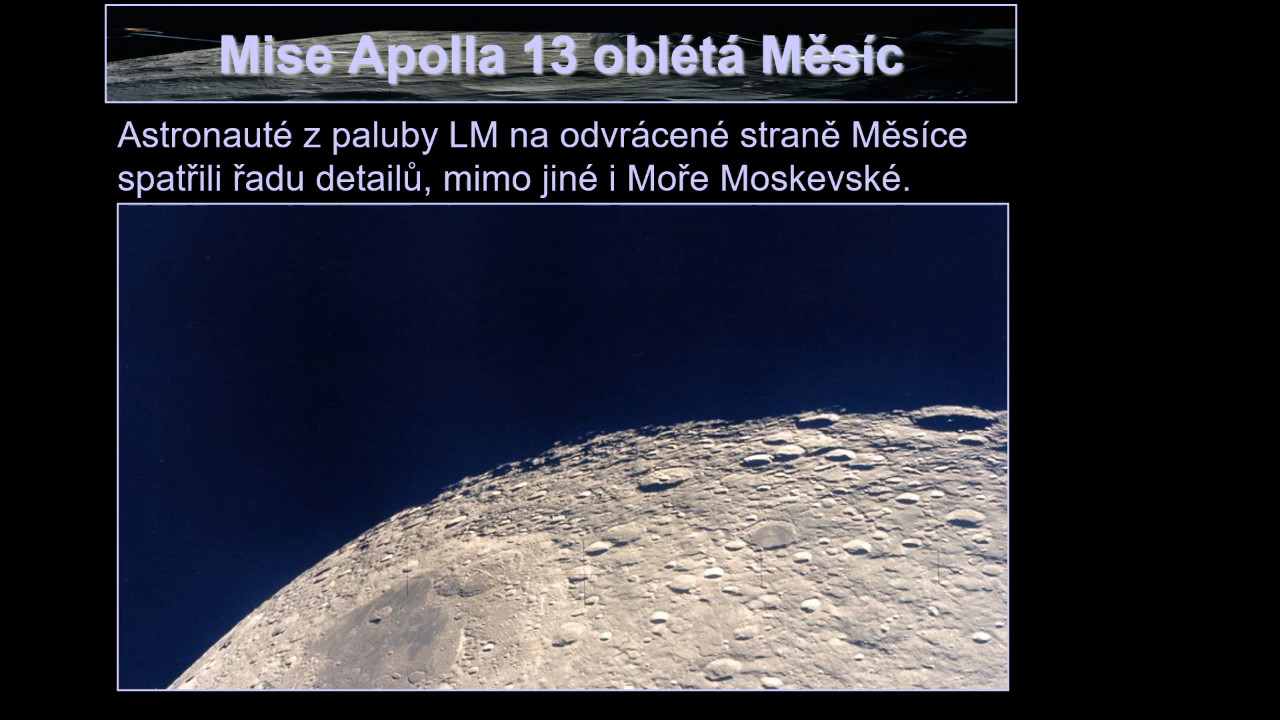 Mise Apolla 13 oblétá Měsíc
Astronauté z paluby LM na odvrácené straně Měsíce
spatřili řadu detailů, mimo jiné i Moře Moskevské.